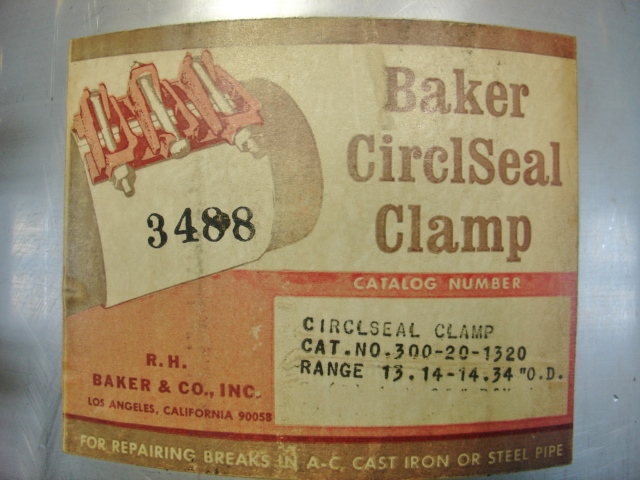 Baker
CirclSeal
Clamp
3488
CATALOG NUMBER
CIRCLSEAL CLAMP
CAT.NO.300-20-1320
RANGE 13.14-14.34"O.D.
R.H.
BAKER & CO., INC.
LOS ANGELES, CALIFORNIA 90058
FOR REPAIRING BREAKS IN A-C, CAST IRON OR STEEL PIPE